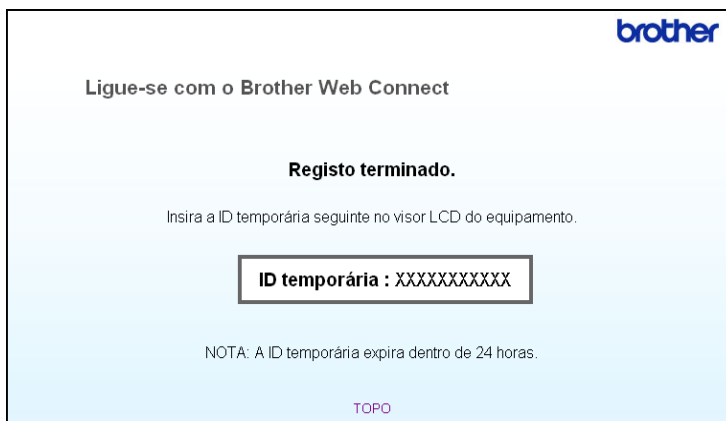 brother
Ligue-se com o Brother Web Connect
Registo terminado.
Insira a ID temporária seguinte no visor LCD do equipamento.
ID temporária : XXXXXXXXXXX
NOTA: A ID temporária expira dentro de 24 horas.
TOPO